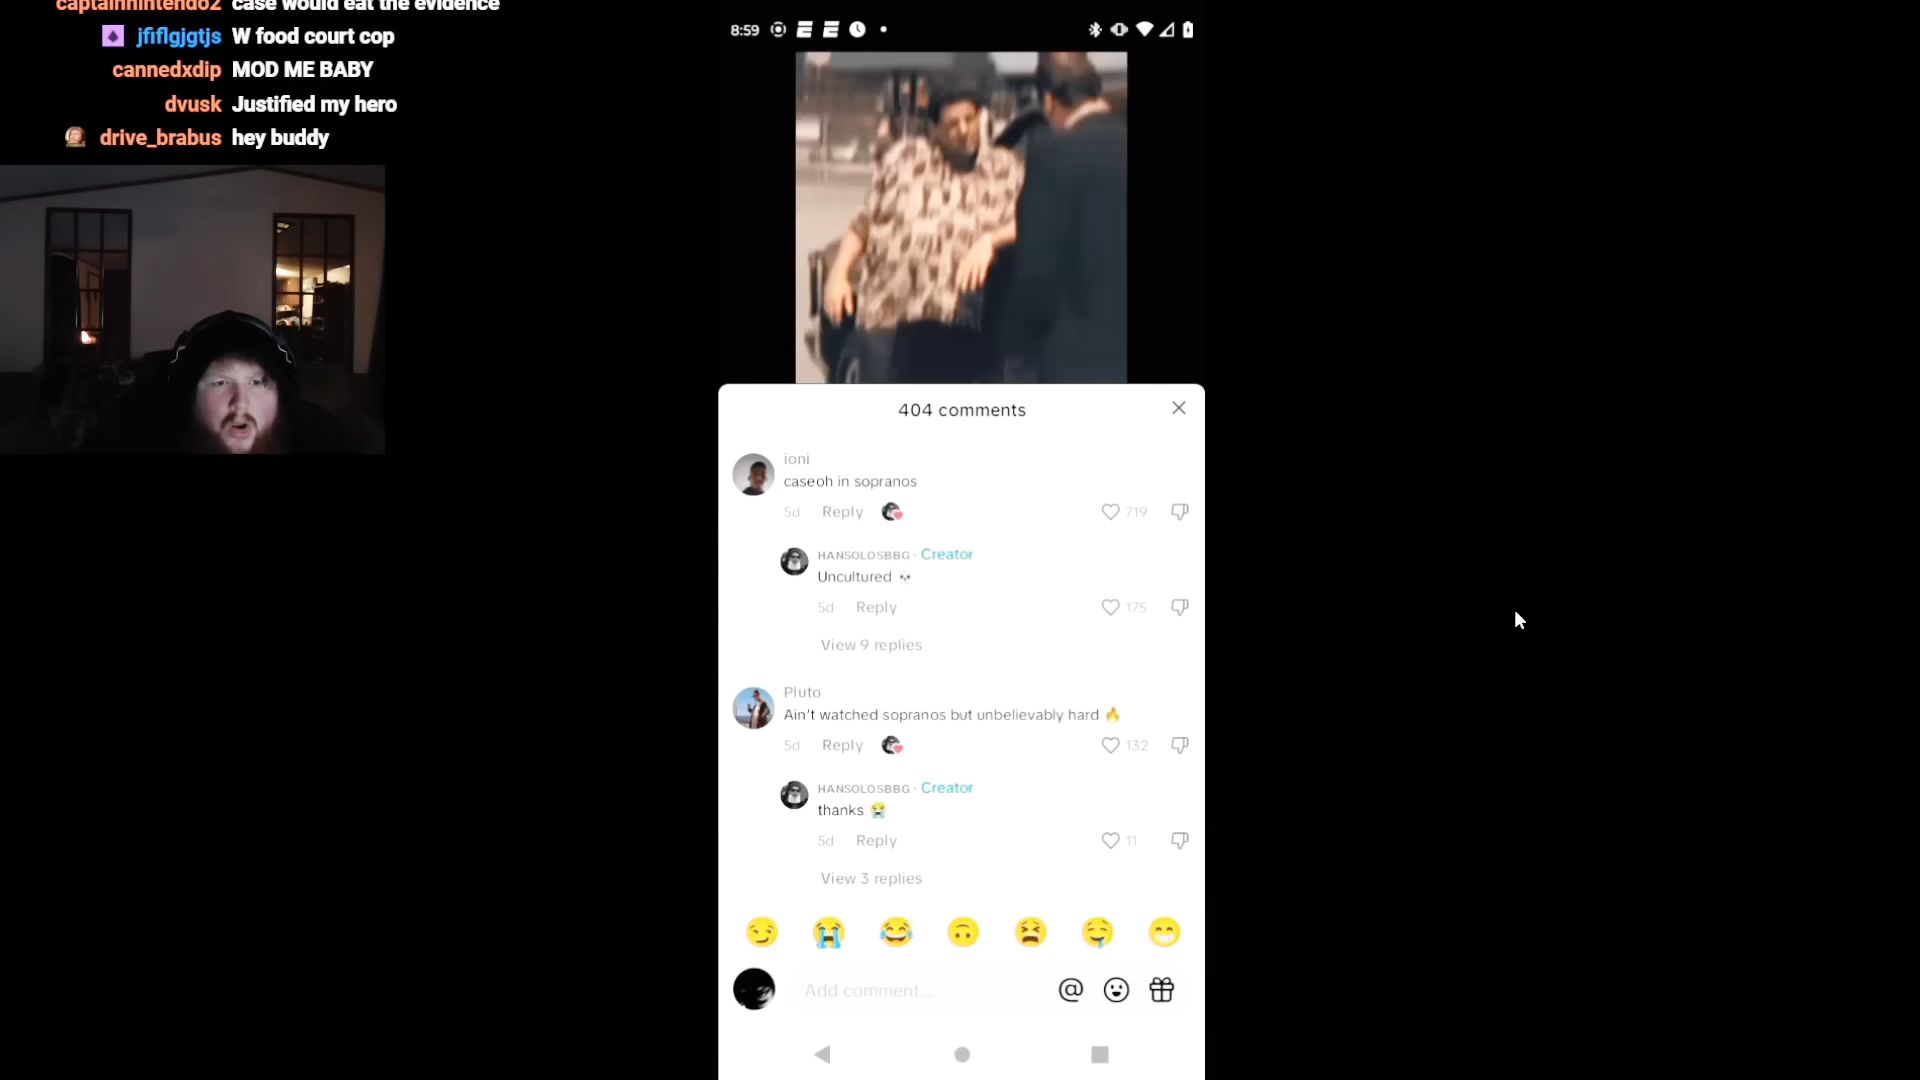 captainnintendo2 case would eat the evidence
jfiflgjgtjs W food court cop
cannedxdip MOD ME BABY
dvusk Justified my hero
drive_brabus hey buddy
8:59
404 comments
ioni
caseoh in sopranos
5d Reply 719
HANSOLOSBBG · Creator
Uncultured
5d Reply 175
View 9 replies
Pluto
Ain't watched sopranos but unbelievably hard 🔥
5d Reply 132
HANSOLOSBBG · Creator
thanks 😭
5d Reply 11
View 3 replies
Add comment...